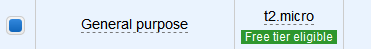 General purpose
t2.micro
Free tier eligible